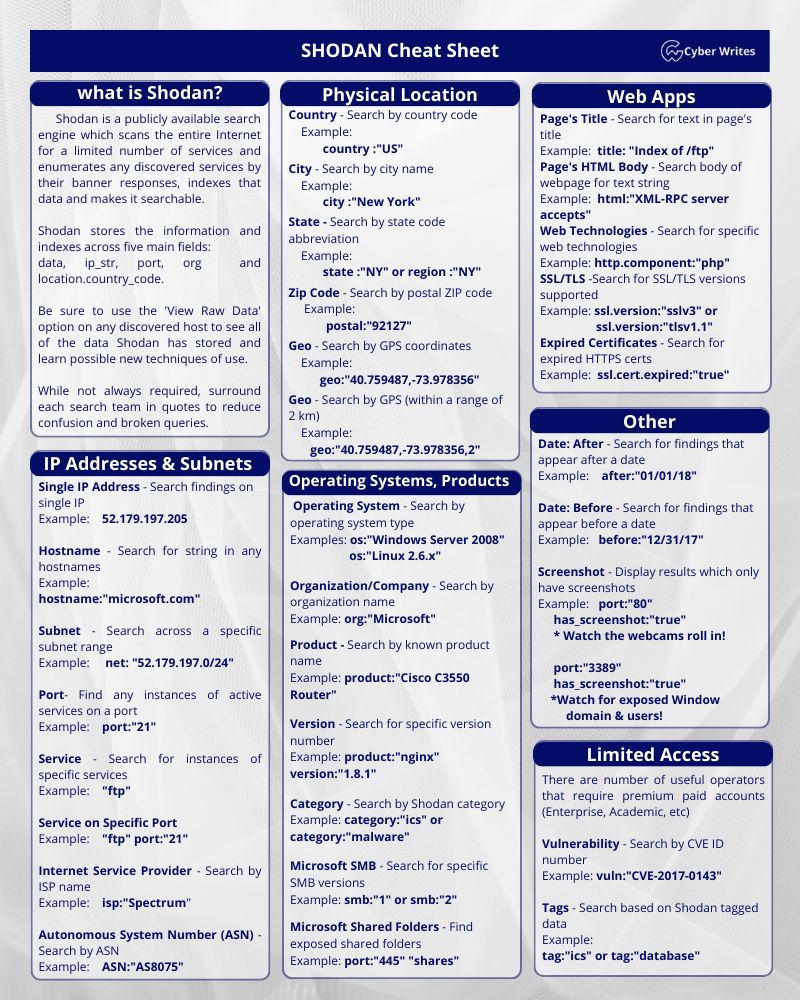 SHODAN Cheat Sheet
Cyber Writes
what is Shodan?
Shodan is a publicly available search
engine which scans the entire Internet
for a limited number of services and
enumerates any discovered services by
their banner responses, indexes that
data and makes it searchable.
Shodan stores the information and
indexes across five main fields:
data, ip_str, port, org and
location.country_code.
Be sure to use the 'View Raw Data'
option on any discovered host to see all
of the data Shodan has stored and
learn possible new techniques of use.
While not always required, surround
each search team in quotes to reduce
confusion and broken queries.
IP Addresses & Subnets
Single IP Address - Search findings on
single IP
Example: 52.179.197.205
Hostname - Search for string in any
hostnames
Example:
hostname:"microsoft.com"
Subnet - Search across a specific
subnet range
Example: net: "52.179.197.0/24"
Port- Find any instances of active
services on a port
Example: port:"21"
Service - Search for instances of
specific services
Example: "ftp"
Service on Specific Port
Example: "ftp" port:"21"
Internet Service Provider - Search by
ISP name
Example: isp:"Spectrum"
Autonomous System Number (ASN) -
Search by ASN
Example: ASN:"AS8075"
Physical Location
Country - Search by country code
Example:
country :"US"
City - Search by city name
Example:
city :"New York"
State - Search by state code
abbreviation
Example:
state :"NY" or region :"NY"
Zip Code - Search by postal ZIP code
Example:
postal:"92127"
Geo - Search by GPS coordinates
Example:
geo:"40.759487,-73.978356"
Geo - Search by GPS (within a range of
2 km)
Example:
geo:"40.759487,-73.978356,2"
Operating Systems, Products
Operating System - Search by
operating system type
Examples: os:"Windows Server 2008"
os:"Linux 2.6.x"
Organization/Company - Search by
organization name
Example: org:"Microsoft"
Product - Search by known product
name
Example: product:"Cisco C3550
Router"
Version - Search for specific version
number
Example: product:"nginx"
version:"1.8.1"
Category - Search by Shodan category
Example: category:"ics" or
category:"malware"
Microsoft SMB - Search for specific
SMB versions
Example: smb:"1" or smb:"2"
Microsoft Shared Folders - Find
exposed shared folders
Example: port:"445" "shares"
Web Apps
Page's Title - Search for text in page's
title
Example: title: "Index of /ftp"
Page's HTML Body - Search body of
webpage for text string
Example: html:"XML-RPC server
accepts"
Web Technologies - Search for specific
web technologies
Example: http.component:"php"
SSL/TLS -Search for SSL/TLS versions
supported
Example: ssl.version:"sslv3" or
ssl.version:"tlsv1.1"
Expired Certificates - Search for
expired HTTPS certs
Example: ssl.cert.expired:"true"
Other
Date: After - Search for findings that
appear after a date
Example: after:"01/01/18"
Date: Before - Search for findings that
appear before a date
Example: before:"12/31/17"
Screenshot - Display results which only
have screenshots
Example: port:"80"
has_screenshot:"true"
* Watch the webcams roll in!
port:"3389"
has_screenshot:"true"
*Watch for exposed Window
domain & users!
Limited Access
There are number of useful operators
that require premium paid accounts
(Enterprise, Academic, etc)
Vulnerability - Search by CVE ID
number
Example: vuln:"CVE-2017-0143"
Tags - Search based on Shodan tagged
data
Example:
tag:"ics" or tag:"database"